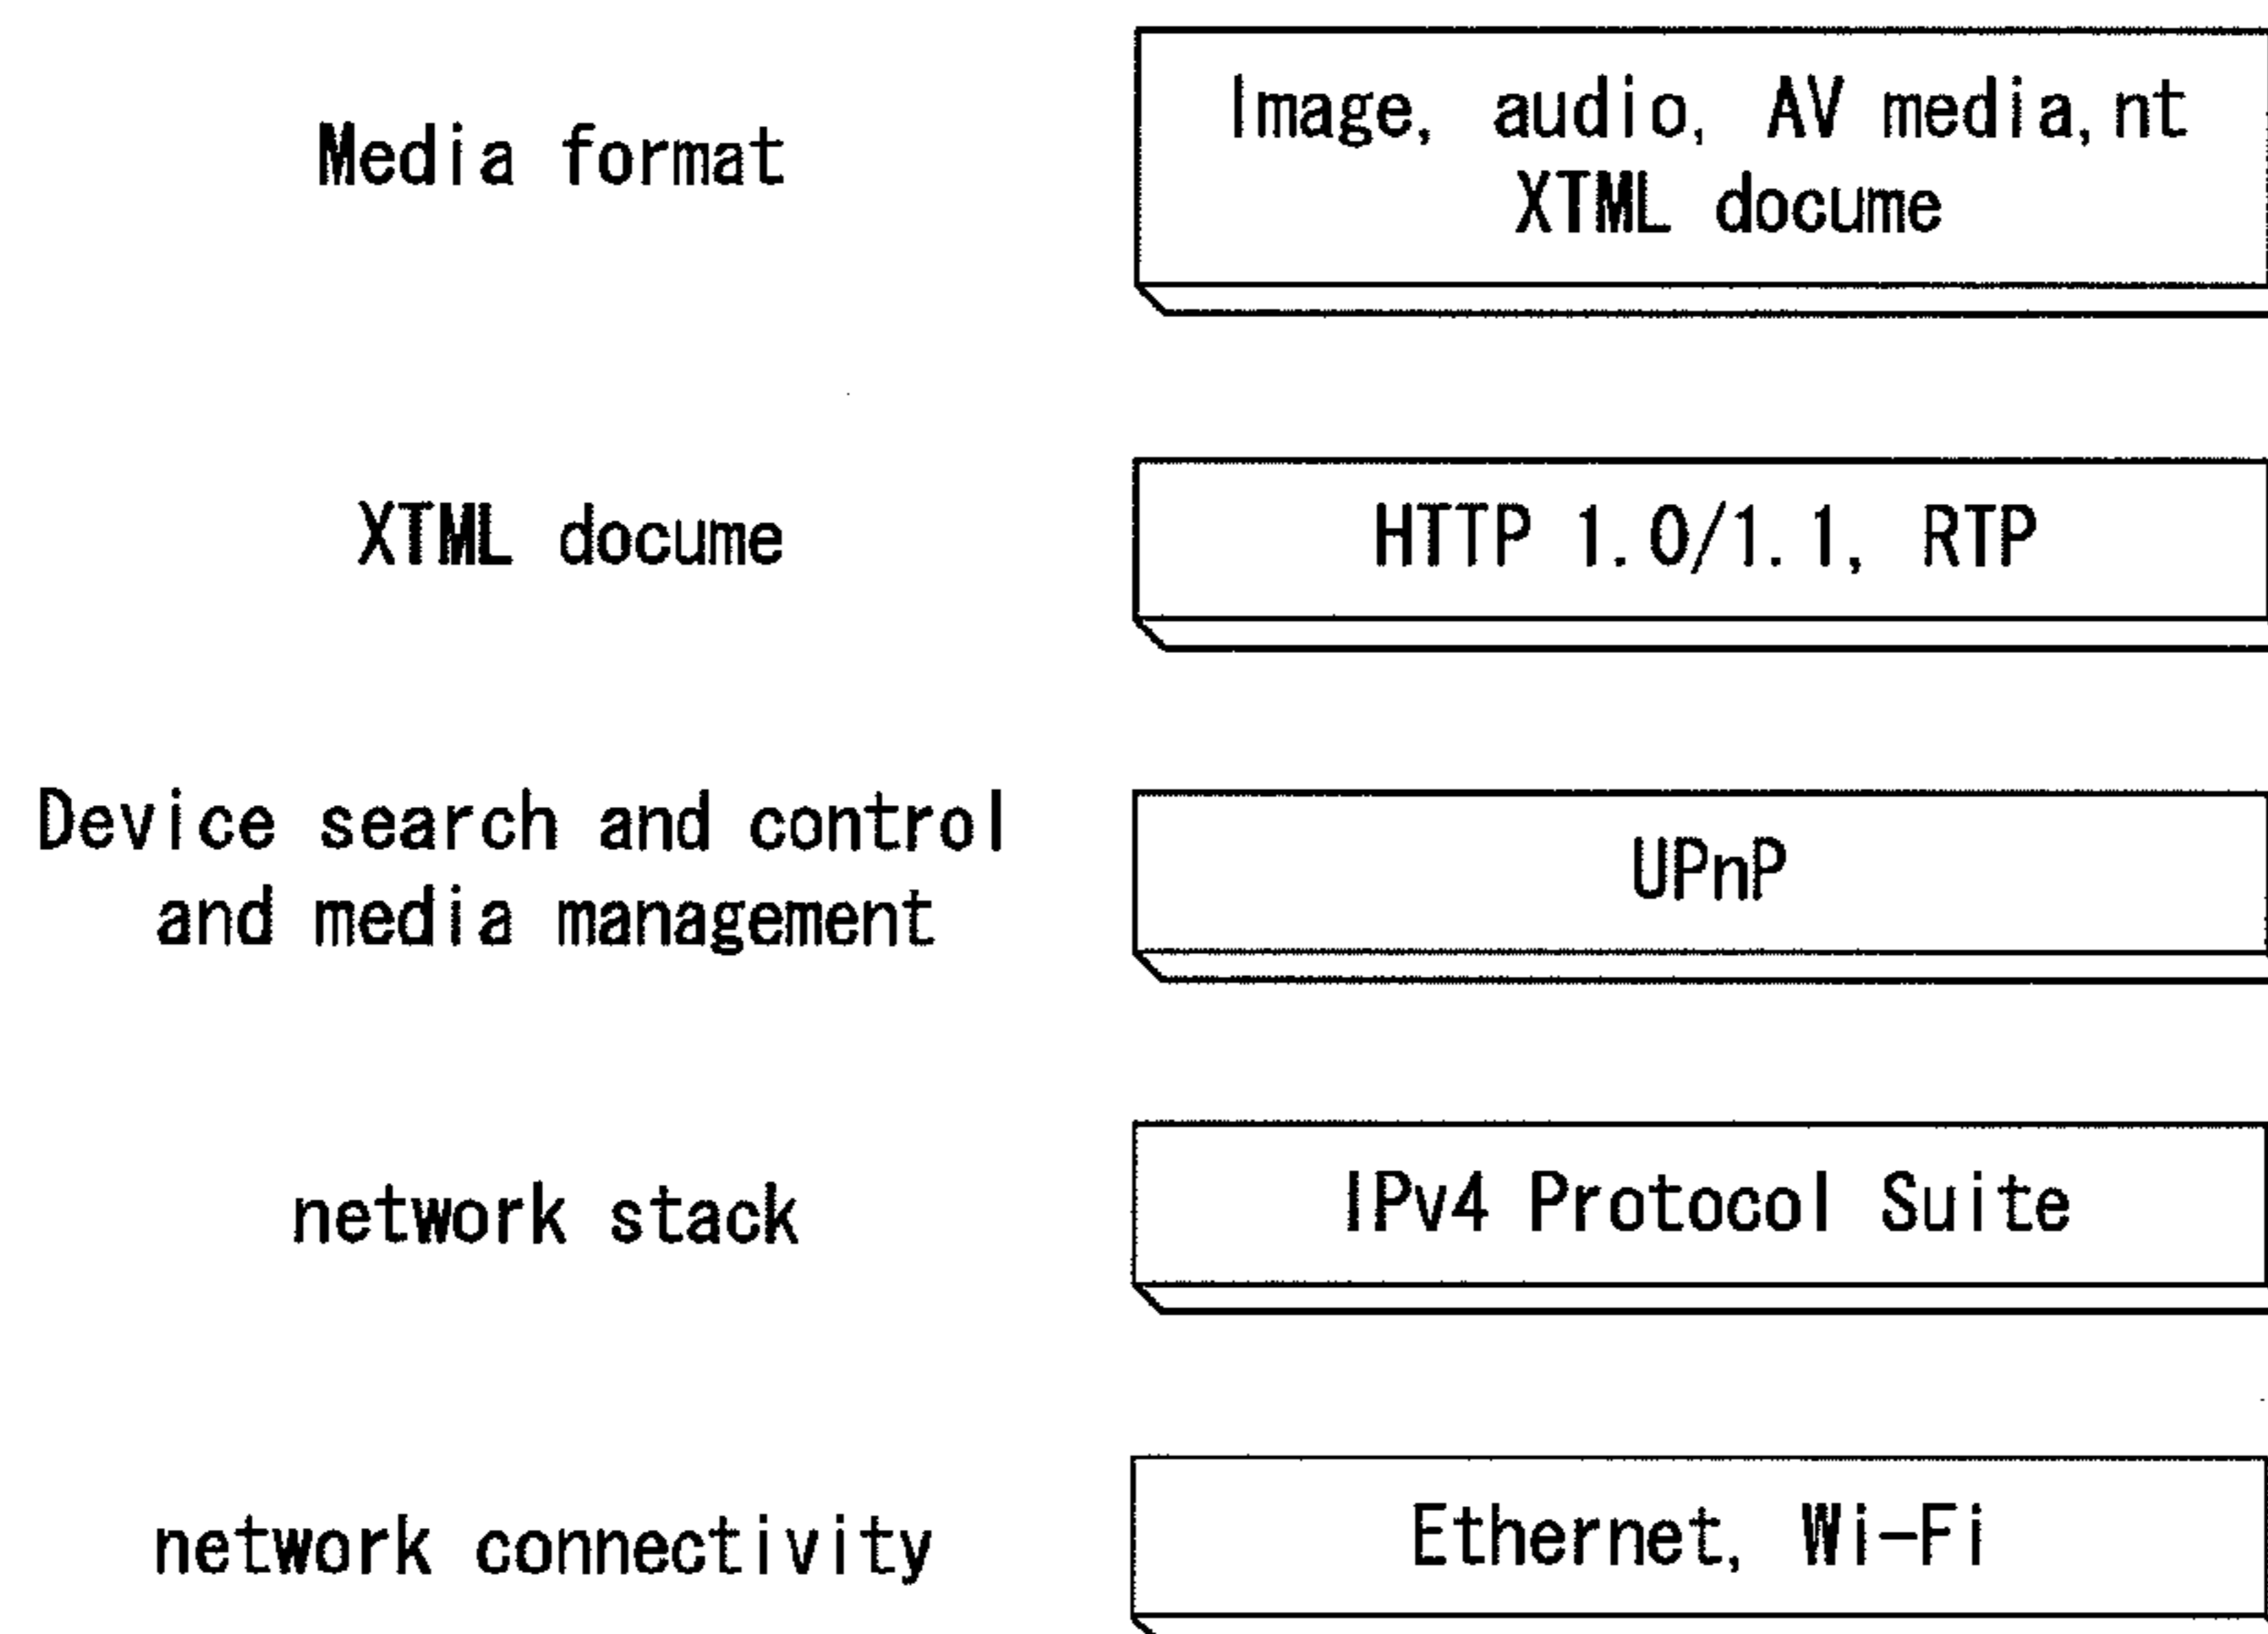 Media format
Image, audio, AV media,nt
XTML docume
XTML docume
HTTP 1.0/1.1, RTP
Device search and control
and media management
UPnP
network stack
IPv4 Protocol Suite
network connectivity
Ethernet, Wi-Fi